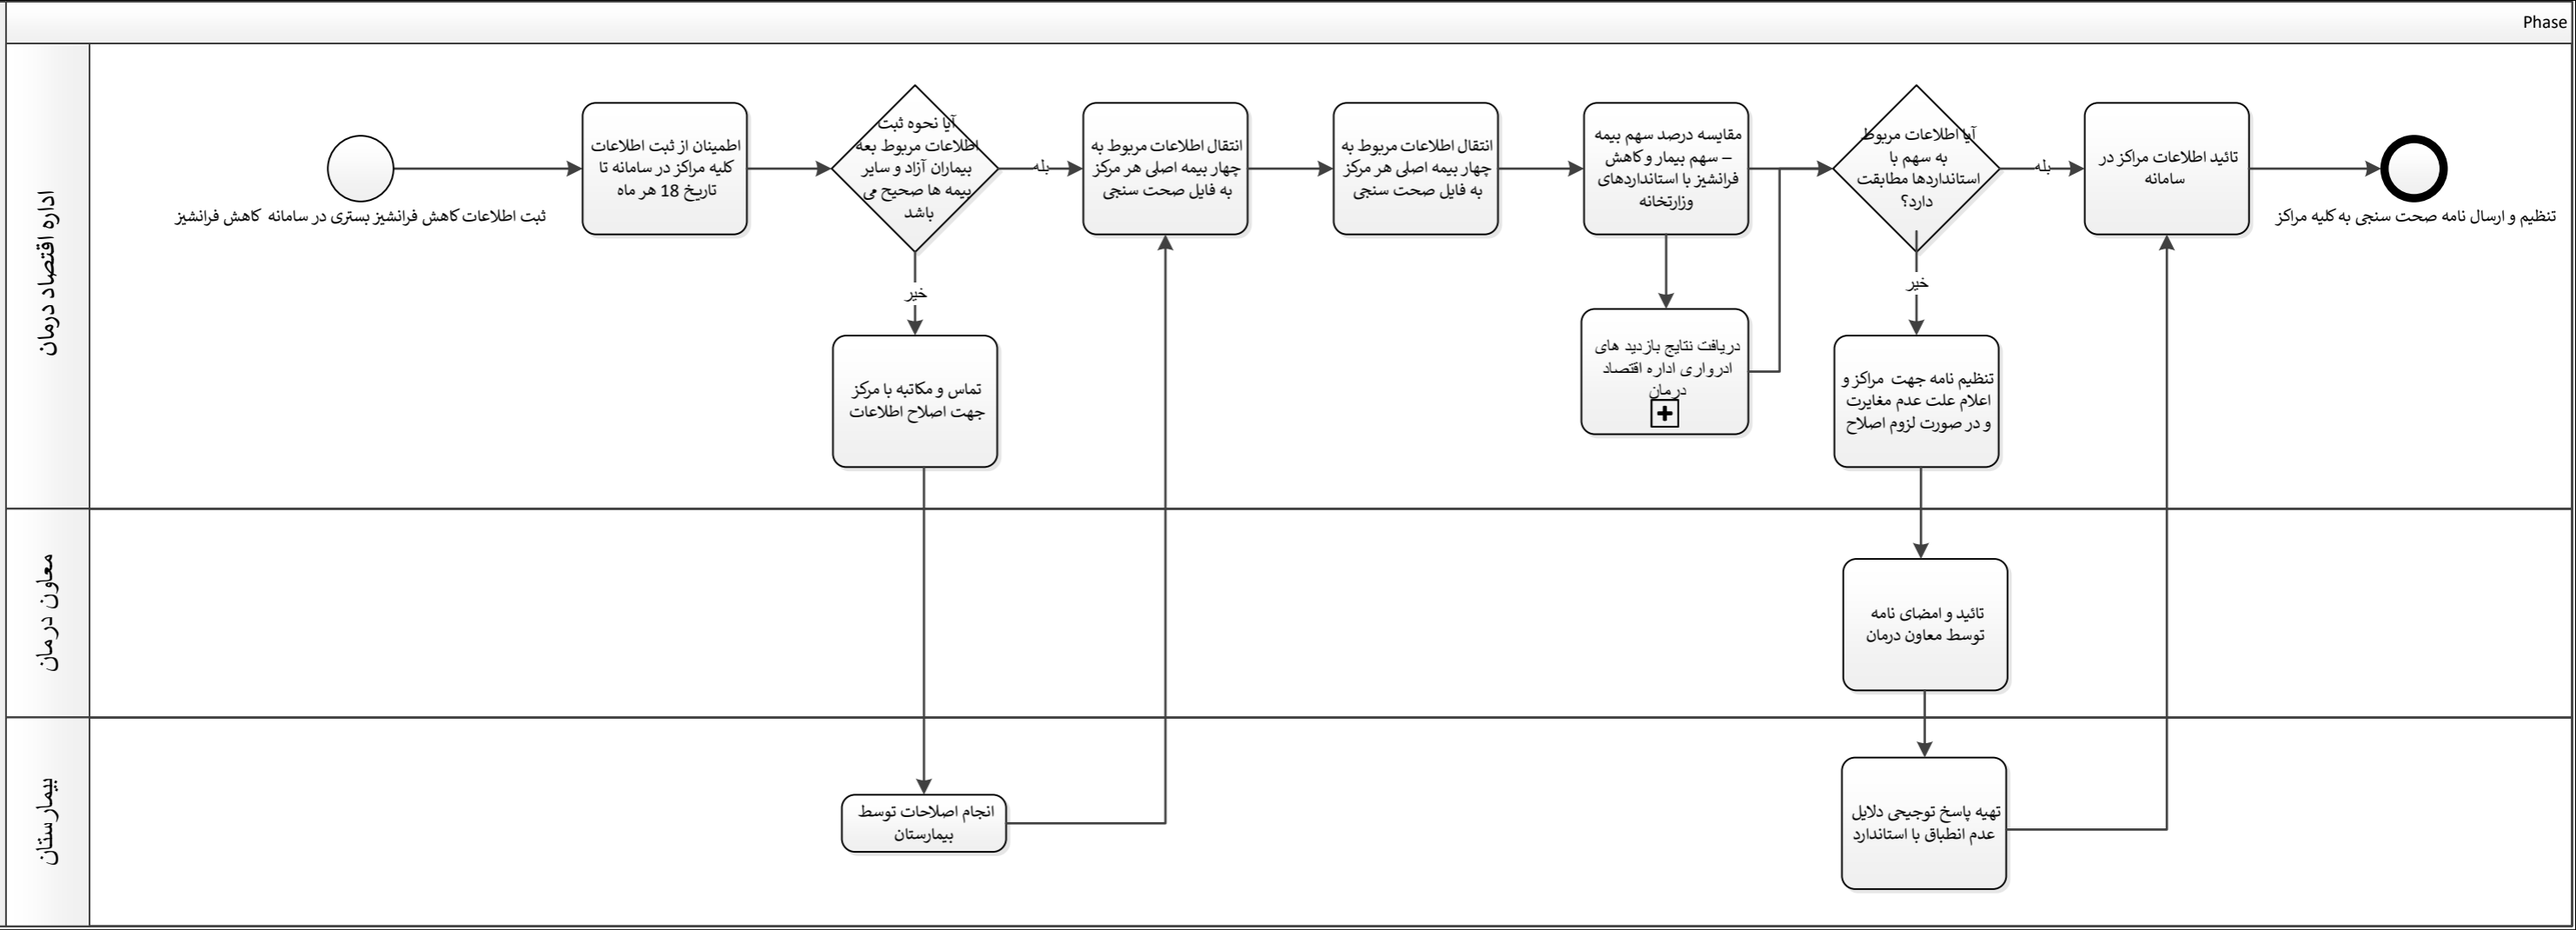 Phase
اداره اقتصاد درمان
ثبت اطلاعات کاهش فرانشیز بستری در سامانه کاهش فرانشیز
اطمینان از ثبت اطلاعات
کلیه مراکز در سامانه تا
تاریخ 18 هر ماه
آیا نحوه ثبت
اطلاعات مربوط بعه
بیماران آزاد و سایر
بیمه ها صحیح می
باشد
بله
خیر
تماس و مکاتبه با مرکز
جهت اصلاح اطلاعات
انتقال اطلاعات مربوط به
چهار بیمه اصلی هر مرکز
به فایل صحت سنجی
انتقال اطلاعات مربوط به
چهار بیمه اصلی هر مرکز
به فایل صحت سنجی
مقایسه درصد سهم بیمه
– سهم بیمار و کاهش
فرانشیز با استانداردهای
وزارتخانه
دریافت نتایج بازدید های
ادرواری اداره اقتصاد
درمان
آیا اطلاعات مربوط
به سهم با
استانداردها مطابقت
دارد؟
بله
خیر
تنظیم نامه جهت مراکز و
اعلام علت عدم مغایرت
و در صورت لزوم اصلاح
تائید اطلاعات مراکز در
سامانه
تنظیم و ارسال نامه صحت سنجی به کلیه مراکز
معاون درمان
تائید و امضای نامه
توسط معاون درمان
بیمارستان
انجام اصلاحات توسط
بیمارستان
تهیه پاسخ توجیحی دلایل
عدم انطباق با استاندارد